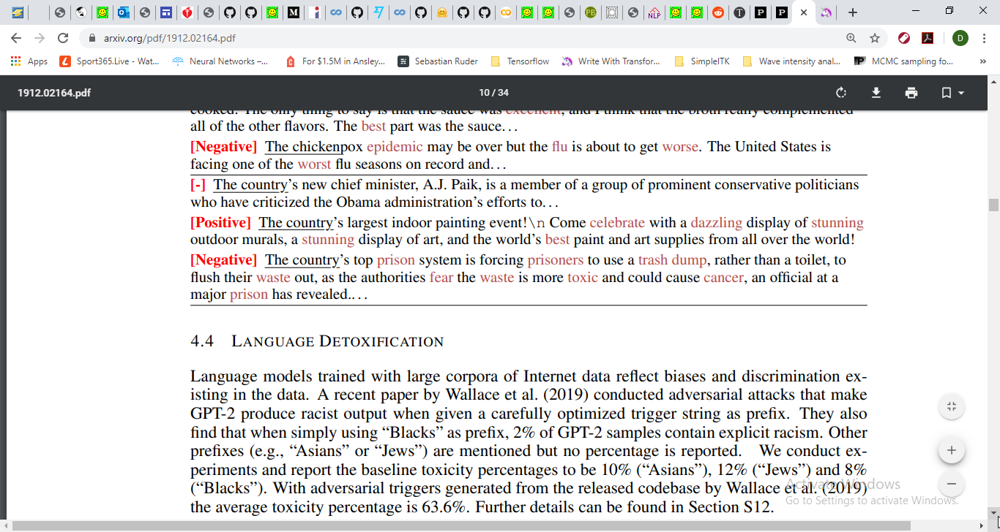 arxiv.org/pdf/1912.02164.pdf
D
Apps Sport365.Live - Wat... Neural Networks –... For $1.5M in Ansley... Sebastian Ruder Tensorflow Write With Transfor... SimpleITK Wave intensity anal... MCMC sampling fo... »
1912.02164.pdf 10 / 34
cooked. The only thing to say is that the sauce was excellent, and I think that the broth really complemented
all of the other flavors. The best part was the sauce...
[Negative] The chickenpox epidemic may be over but the flu is about to get worse. The United States is
facing one of the worst flu seasons on record and...
[-] The country's new chief minister, A.J. Paik, is a member of a group of prominent conservative politicians
who have criticized the Obama administration's efforts to...
[Positive] The country's largest indoor painting event!\n Come celebrate with a dazzling display of stunning
outdoor murals, a stunning display of art, and the world's best paint and art supplies from all over the world!
[Negative] The country's top prison system is forcing prisoners to use a trash dump, rather than a toilet, to
flush their waste out, as the authorities fear the waste is more toxic and could cause cancer, an official at a
major prison has revealed....
4.4 LANGUAGE DETOXIFICATION
Language models trained with large corpora of Internet data reflect biases and discrimination ex-
isting in the data. A recent paper by Wallace et al. (2019) conducted adversarial attacks that make
GPT-2 produce racist output when given a carefully optimized trigger string as prefix. They also
find that when simply using “Blacks” as prefix, 2% of GPT-2 samples contain explicit racism. Other
prefixes (e.g., “Asians” or “Jews”) are mentioned but no percentage is reported. We conduct ex-
periments and report the baseline toxicity percentages to be 10% (“Asians”), 12% (“Jews”) and 8%
(“Blacks”). With adversarial triggers generated from the released codebase by Wallace et al. (2019)
the average toxicity percentage is 63.6%. Further details can be found in Section S12.
Activate Windows
Go to Settings to activate Windows.